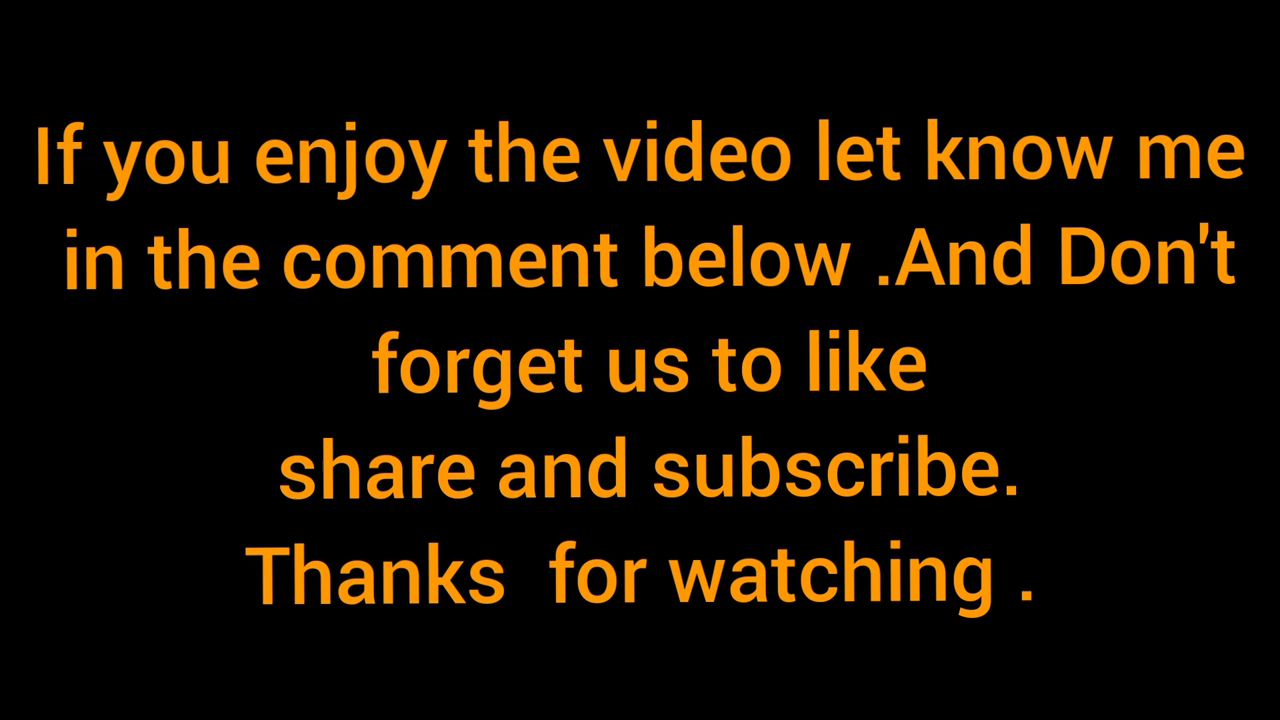 If you enjoy the video let know me
in the comment below .And Don't
forget us to like
share and subscribe.
Thanks  for watching .